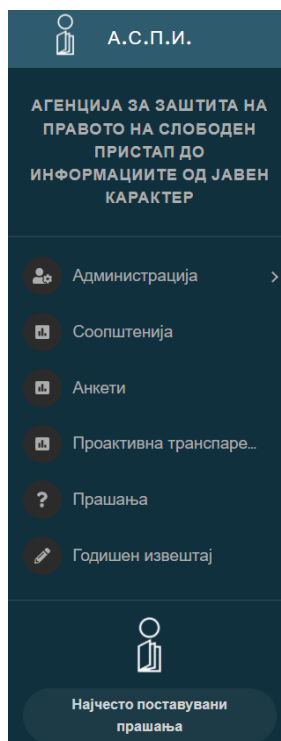 А.С.П.И.
АГЕНЦИЈА ЗА ЗАШТИТА НА
ПРАВОТО НА СЛОБОДЕН
ПРИСТАП ДО
ИНФОРМАЦИИТЕ ОД ЈАВЕН
КАРАКТЕР
Администрација
Соопштенија
Анкети
Проактивна транспаре...
Прашања
Годишен извештај
Најчесто поставувани
прашања